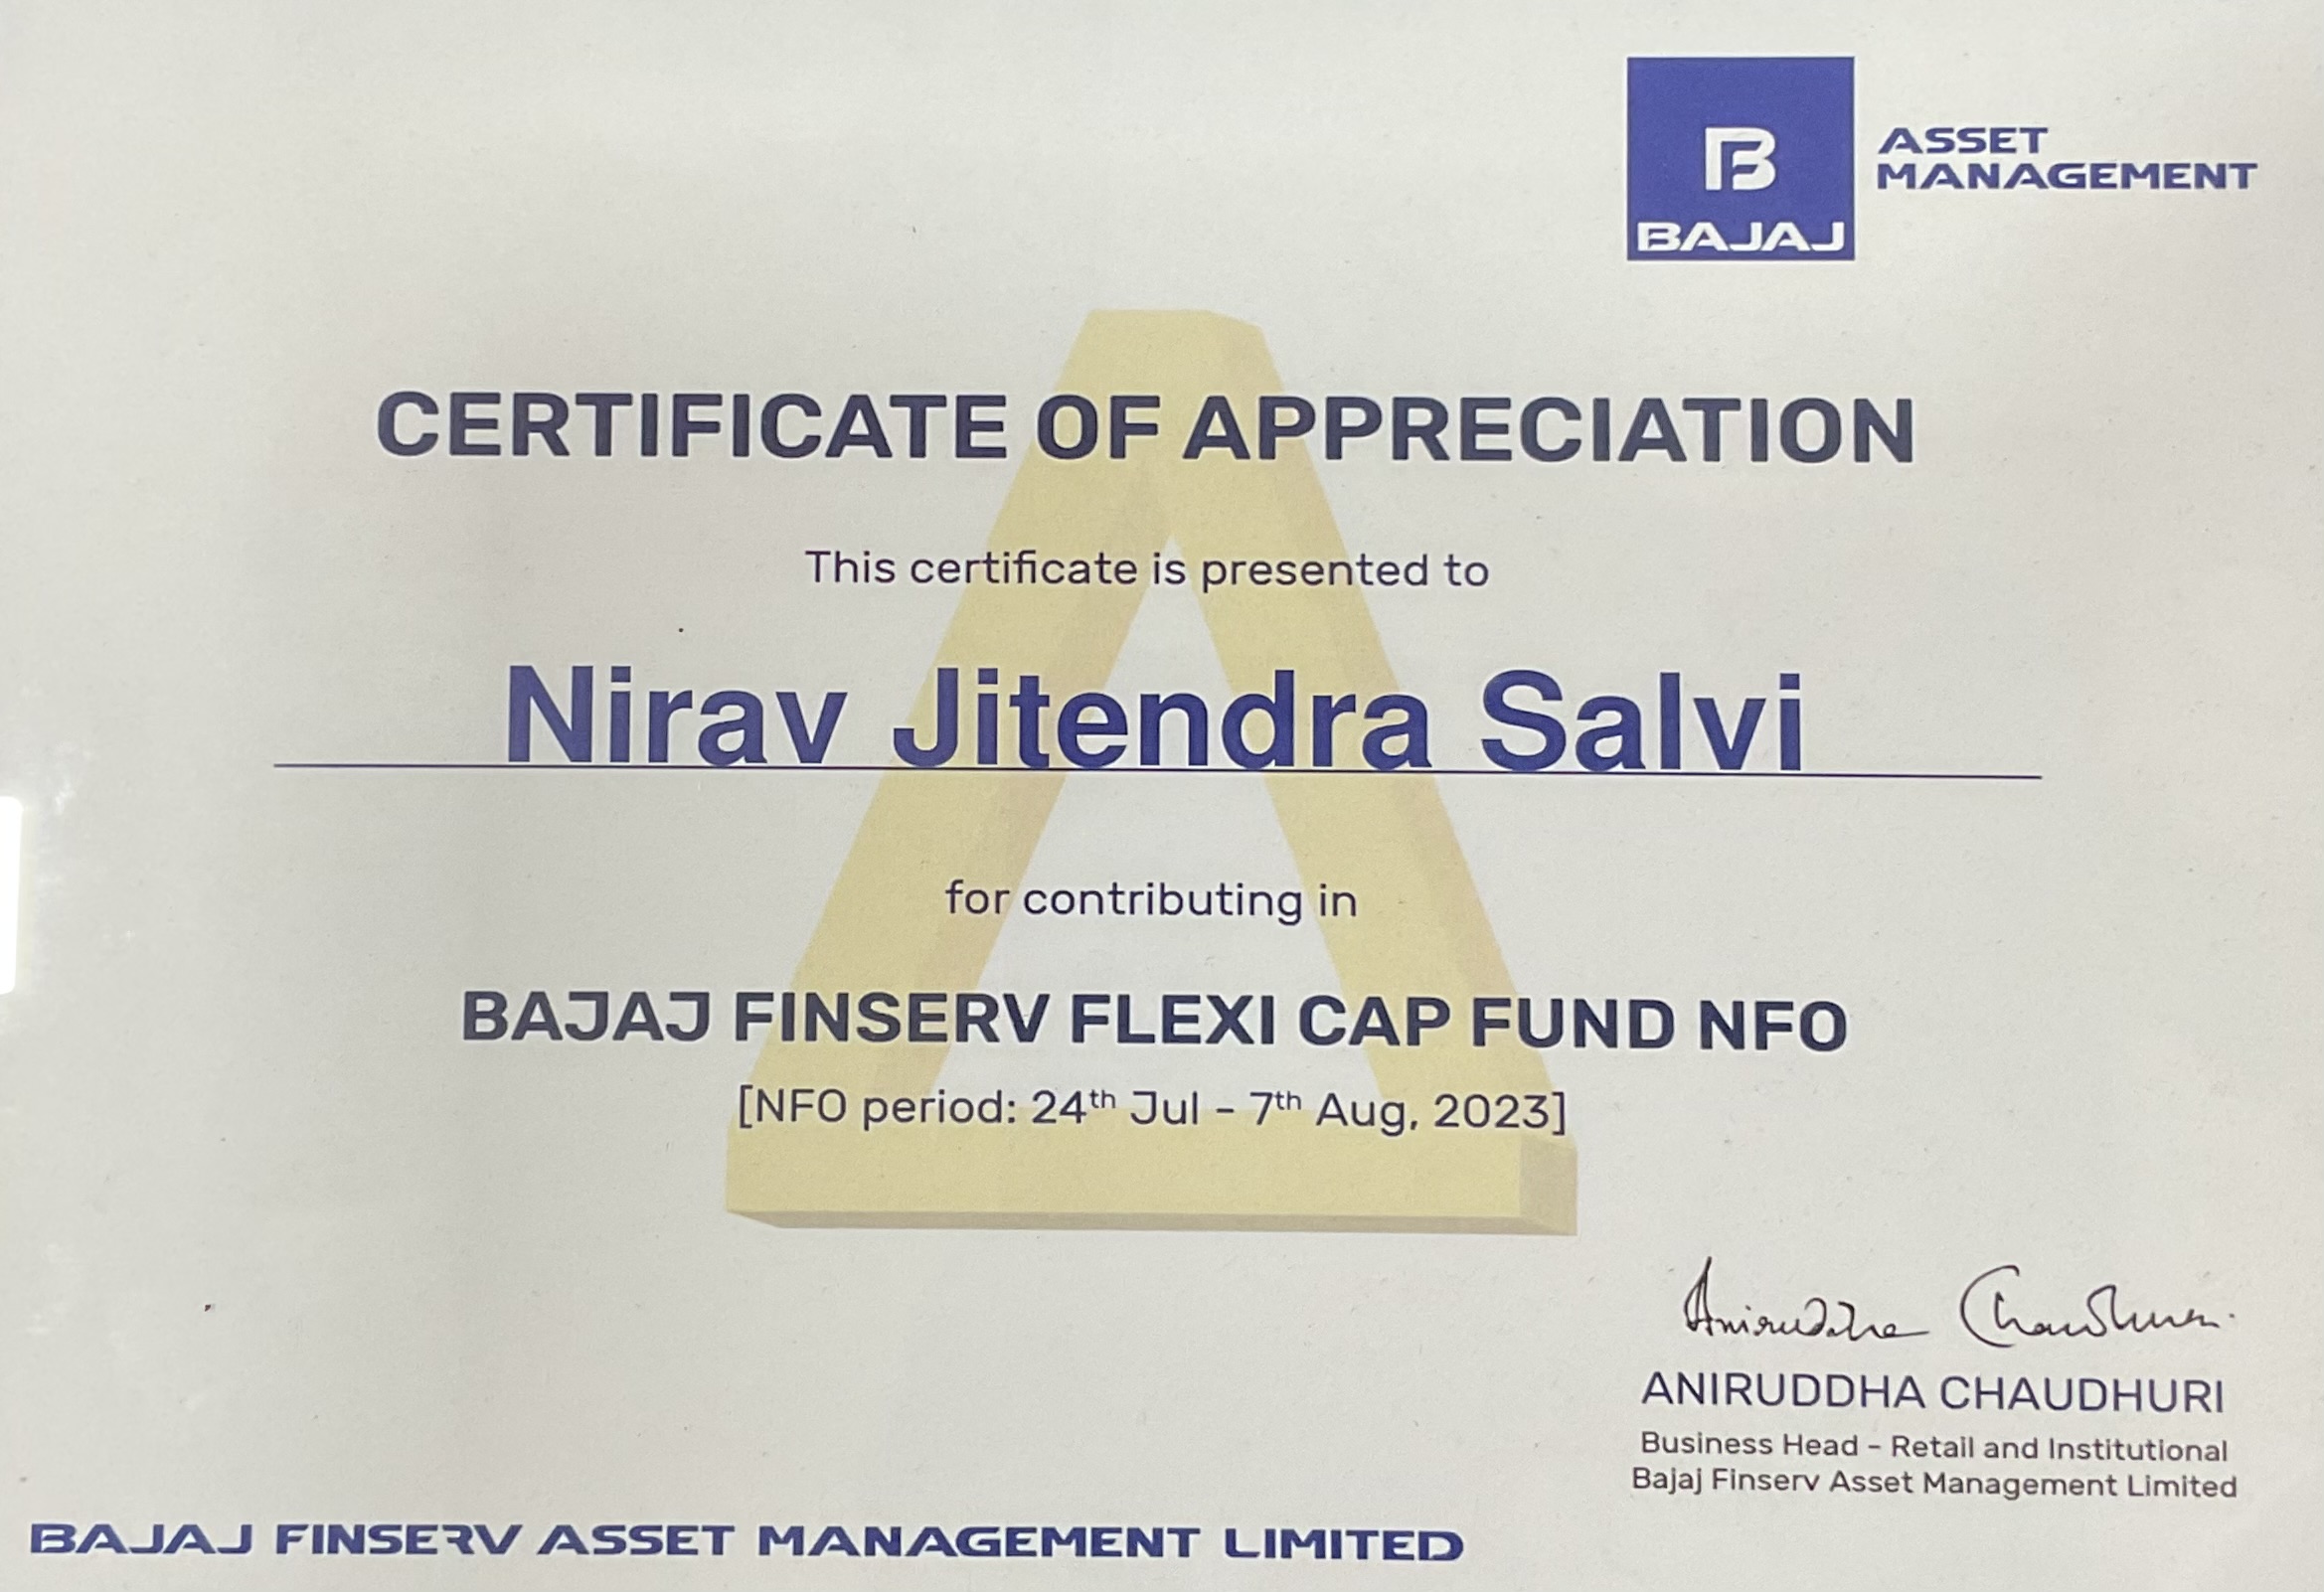 B
BAJAJ
ASSET
MANAGEMENT
CERTIFICATE OF APPRECIATION
This certificate is presented to
Nirav Jitendra Salvi
for contributing in
BAJAJ FINSERV FLEXI CAP FUND NFO
[NFO period: 24th Jul - 7th Aug, 2023]
Aniruddha Chaudhuri
ANIRUDDHA CHAUDHURI
Business Head - Retail and Institutional
Bajaj Finserv Asset Management Limited
BAJAJ FINSERV ASSET MANAGEMENT LIMITED